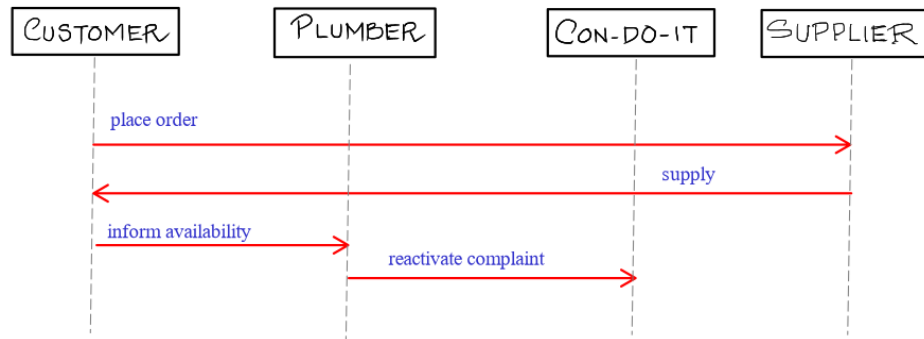 CUSTOMER
PLUMBER
CON-DO-IT
SUPPLIER
place order
supply
inform availability
reactivate complaint